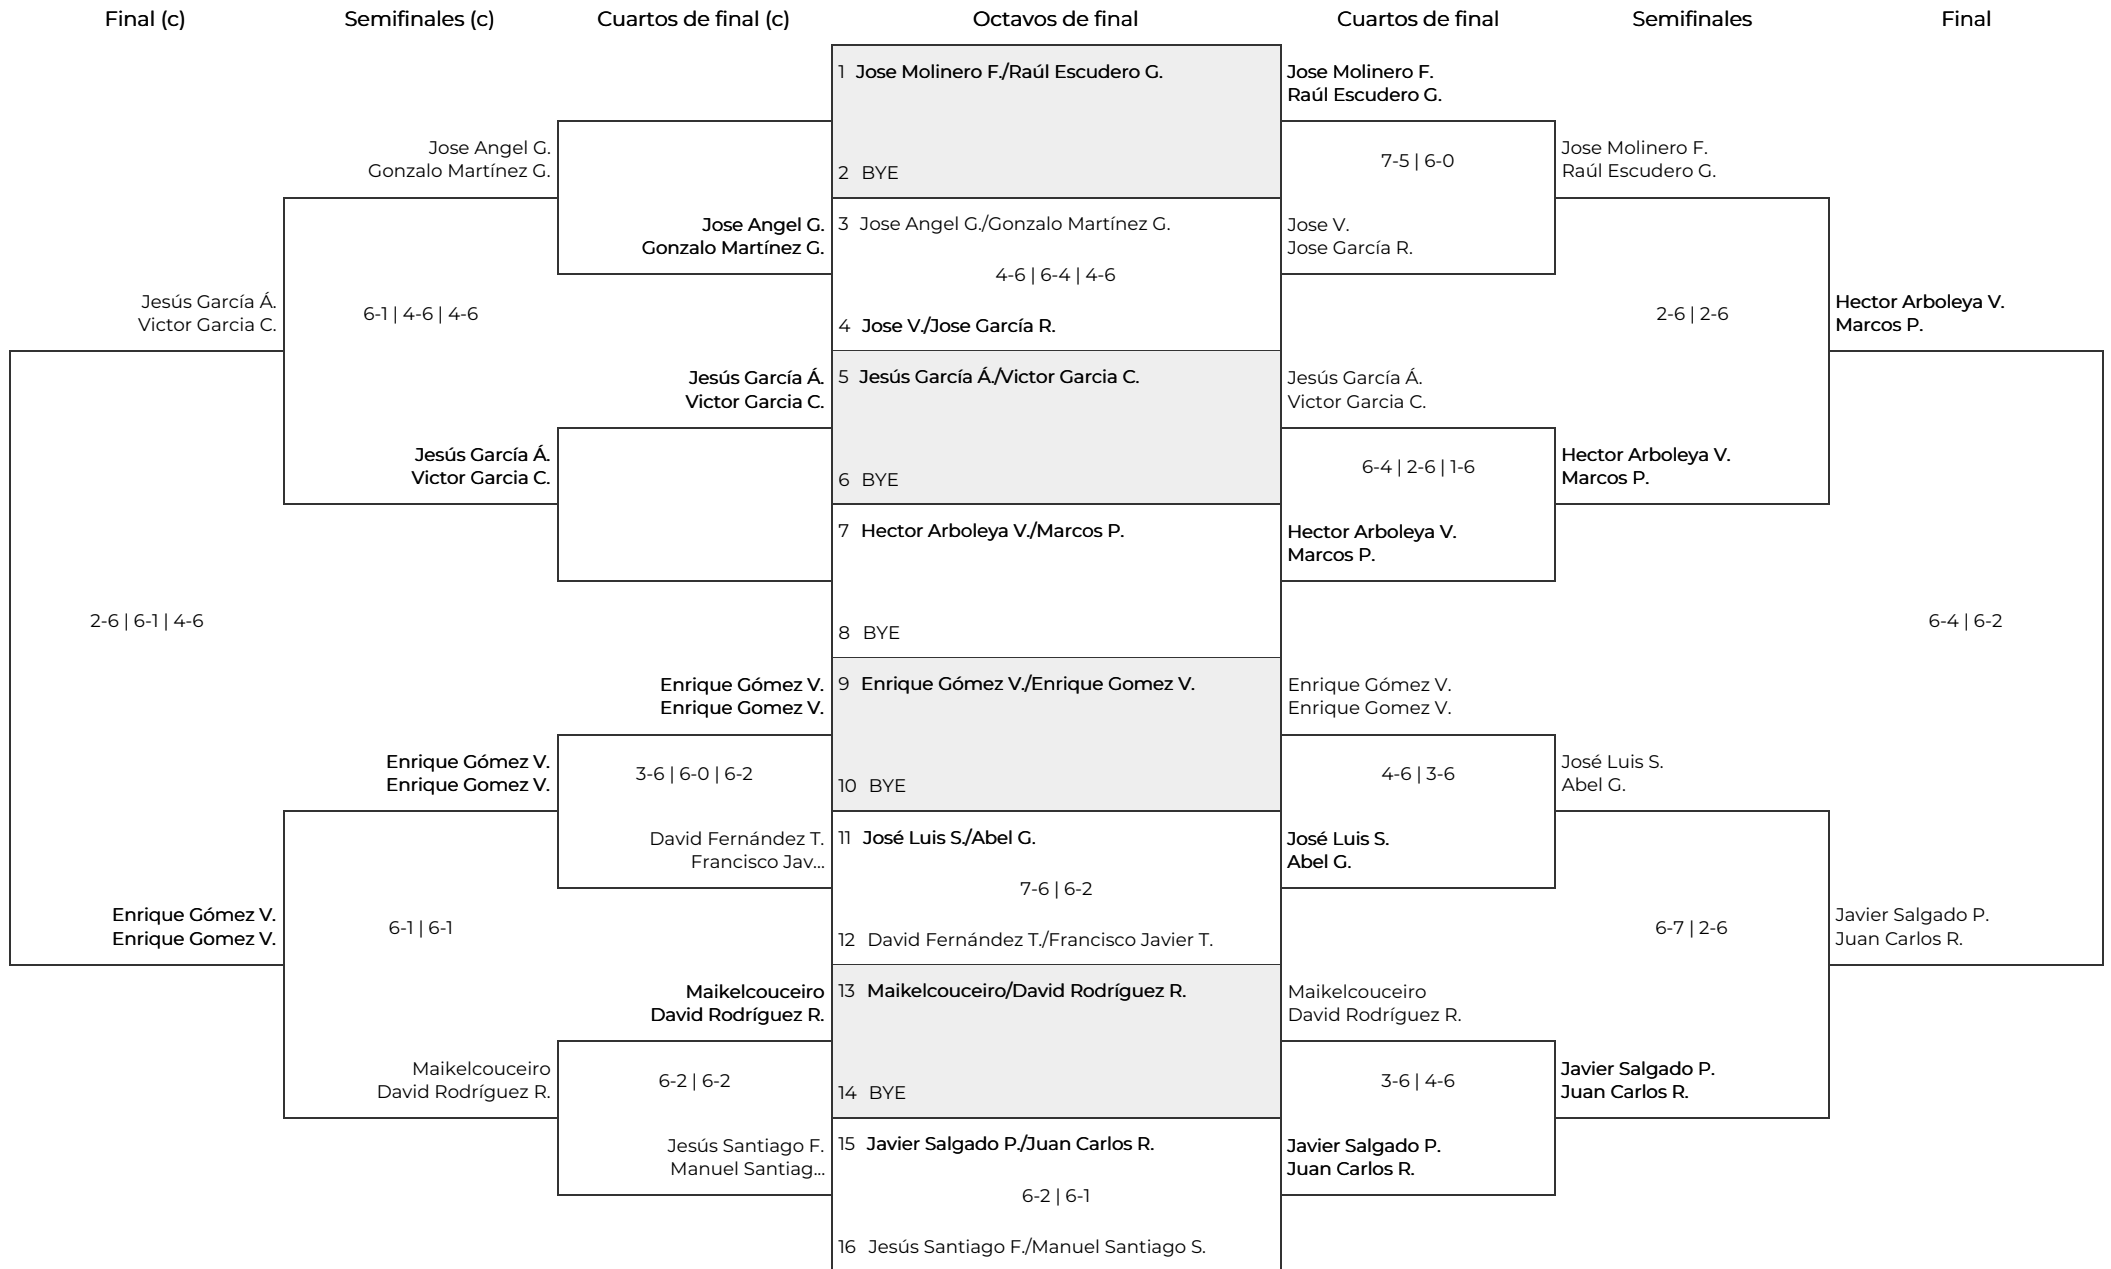 Final (c)
Semifinales (c)
Cuartos de final (c)
Octavos de final
Cuartos de final
Semifinales
Final
Jesús García Á.
Victor Garcia C.
2-6 | 6-1 | 4-6
Enrique Gómez V.
Enrique Gomez V.
Jose Angel G.
Gonzalo Martínez G.
6-1 | 4-6 | 4-6
Jesús García Á.
Victor Garcia C.
Enrique Gómez V.
Enrique Gomez V.
6-1 | 6-1
Maikelcouceiro
David Rodríguez R.
Jose Angel G.
Gonzalo Martínez G.
Jesús García Á.
Victor Garcia C.
Enrique Gómez V.
Enrique Gomez V.
3-6 | 6-0 | 6-2
David Fernández T.
Francisco Jav...
Maikelcouceiro
David Rodríguez R.
6-2 | 6-2
Jesús Santiago F.
Manuel Santiag...
1 Jose Molinero F./Raúl Escudero G.
2 BYE
3 Jose Angel G./Gonzalo Martínez G.
4-6 | 6-4 | 4-6
4 Jose V./Jose García R.
5 Jesús García Á./Victor Garcia C.
6 BYE
7 Hector Arboleya V./Marcos P.
8 BYE
9 Enrique Gómez V./Enrique Gomez V.
10 BYE
11 José Luis S./Abel G.
7-6 | 6-2
12 David Fernández T./Francisco Javier T.
13 Maikelcouceiro/David Rodríguez R.
14 BYE
15 Javier Salgado P./Juan Carlos R.
6-2 | 6-1
16 Jesús Santiago F./Manuel Santiago S.
Jose Molinero F.
Raúl Escudero G.
7-5 | 6-0
Jose V.
Jose García R.
Jesús García Á.
Victor Garcia C.
6-4 | 2-6 | 1-6
Hector Arboleya V.
Marcos P.
Enrique Gómez V.
Enrique Gomez V.
4-6 | 3-6
José Luis S.
Abel G.
Maikelcouceiro
David Rodríguez R.
3-6 | 4-6
Javier Salgado P.
Juan Carlos R.
Jose Molinero F.
Raúl Escudero G.
2-6 | 2-6
Hector Arboleya V.
Marcos P.
José Luis S.
Abel G.
6-7 | 2-6
Javier Salgado P.
Juan Carlos R.
Hector Arboleya V.
Marcos P.
6-4 | 6-2
Javier Salgado P.
Juan Carlos R.